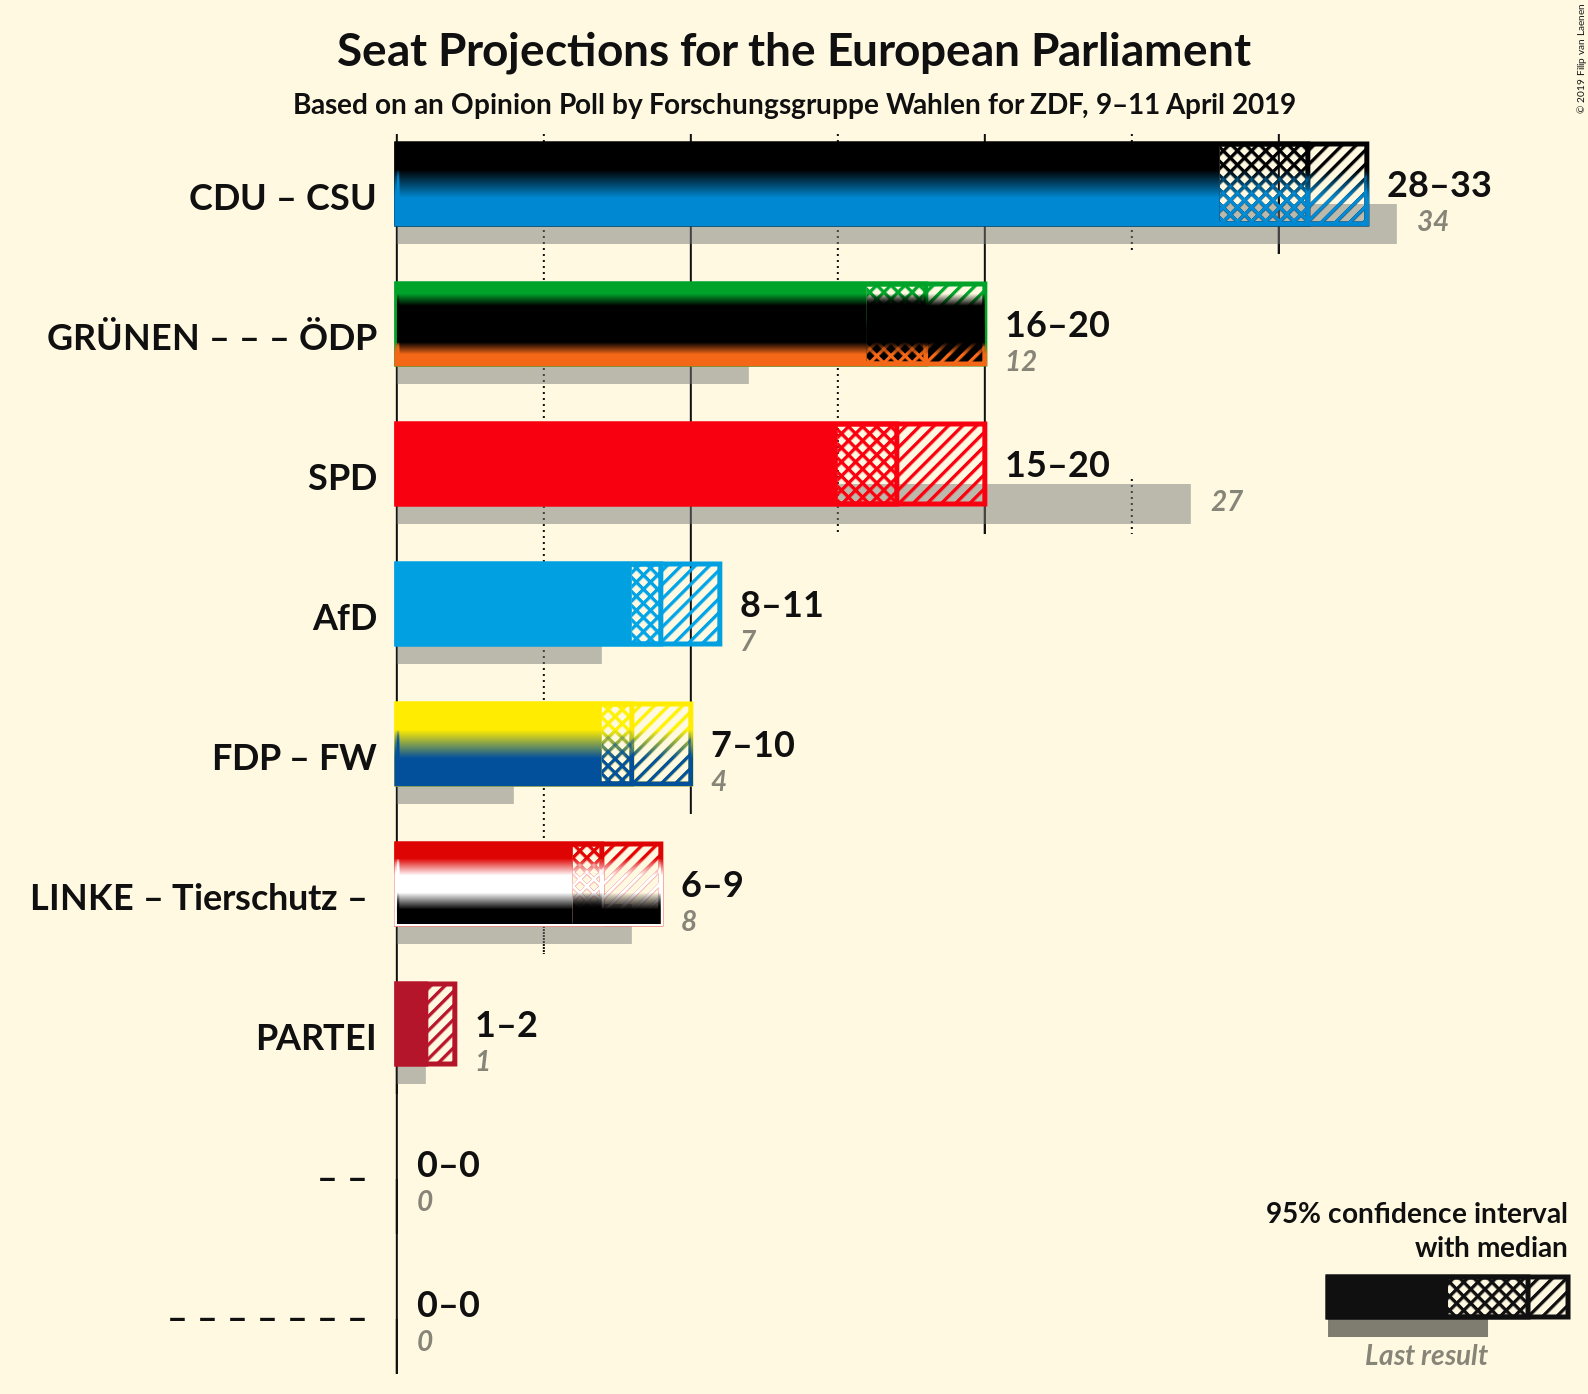 Seat Projections for the European Parliament
Based on an Opinion Poll by Forschungsgruppe Wahlen for ZDF, 9–11 April 2019
© 2019 Filip van Laenen
CDU – CSU
28–33
34
GRÜNEN – – – ÖDP
16–20
12
SPD
15–20
27
AfD
8–11
7
FDP – FW
7–10
4
LINKE – Tierschutz –
6–9
8
PARTEI
1–2
1
– –
0–0
0
– – – – – – –
0–0
0
95% confidence interval
with median
Last result